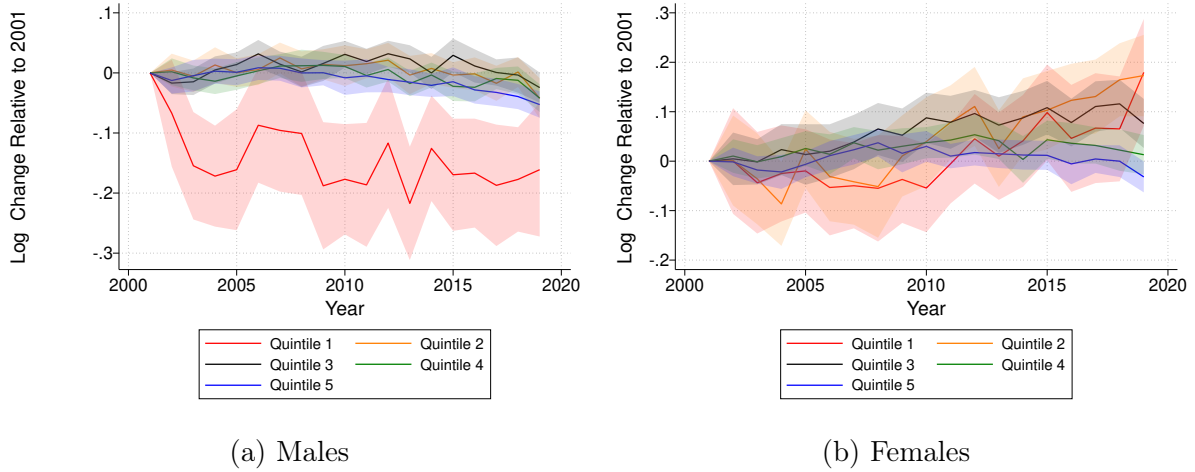 Log Change Relative to 2001
.1
0
-.1
-.2
-.3
2000 2005 2010 2015 2020
Year
Quintile 1 Quintile 2
Quintile 3 Quintile 4
Quintile 5
(a) Males
Log Change Relative to 2001
.3
.2
.1
0
-.1
-.2
2000 2005 2010 2015 2020
Year
Quintile 1 Quintile 2
Quintile 3 Quintile 4
Quintile 5
(b) Females